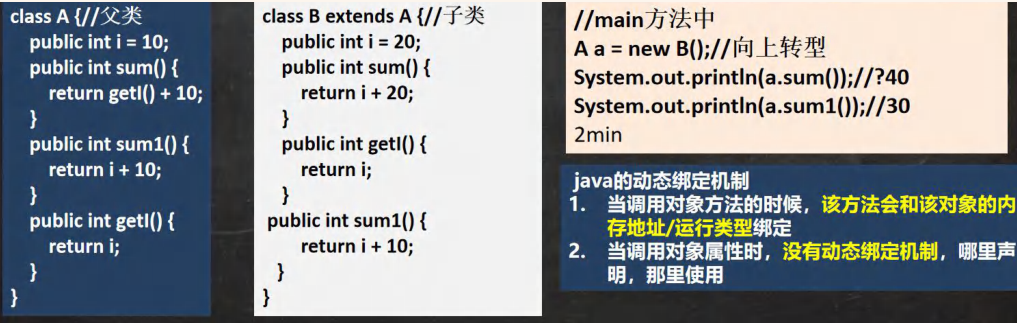 class A {//父类
public int i = 10;
public int sum() {
return getI() + 10;
}
public int sum1() {
return i + 10;
}
public int getI() {
return i;
}
}
class B extends A {//子类
public int i = 20;
public int sum() {
return i + 20;
}
public int getI() {
return i;
}
public int sum1() {
return i + 10;
}
}
//main方法中
A a = new B();//向上转型
System.out.println(a.sum());//?40
System.out.println(a.sum1());//30
2min
java的动态绑定机制
1. 当调用对象方法的时候，该方法会和该对象的内
存地址/运行类型绑定
2. 当调用对象属性时，没有动态绑定机制，哪里声
明，那里使用